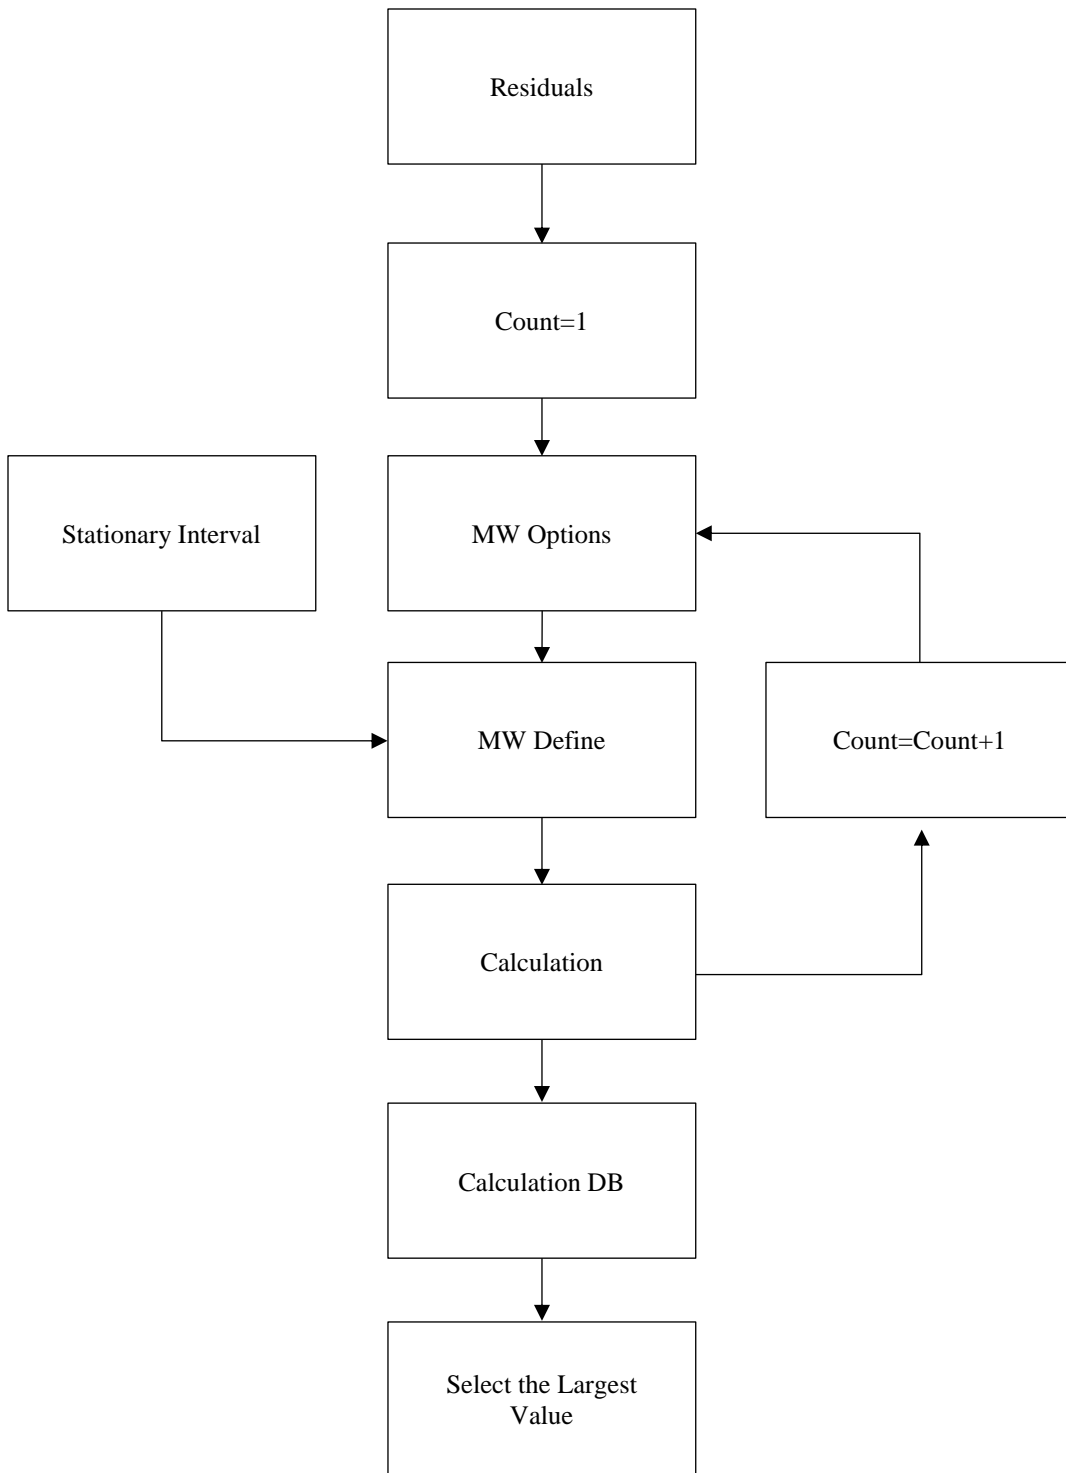 Residuals
Count=1
Stationary Interval
MW Options
MW Define
Count=Count+1
Calculation
Calculation DB
Select the Largest
Value